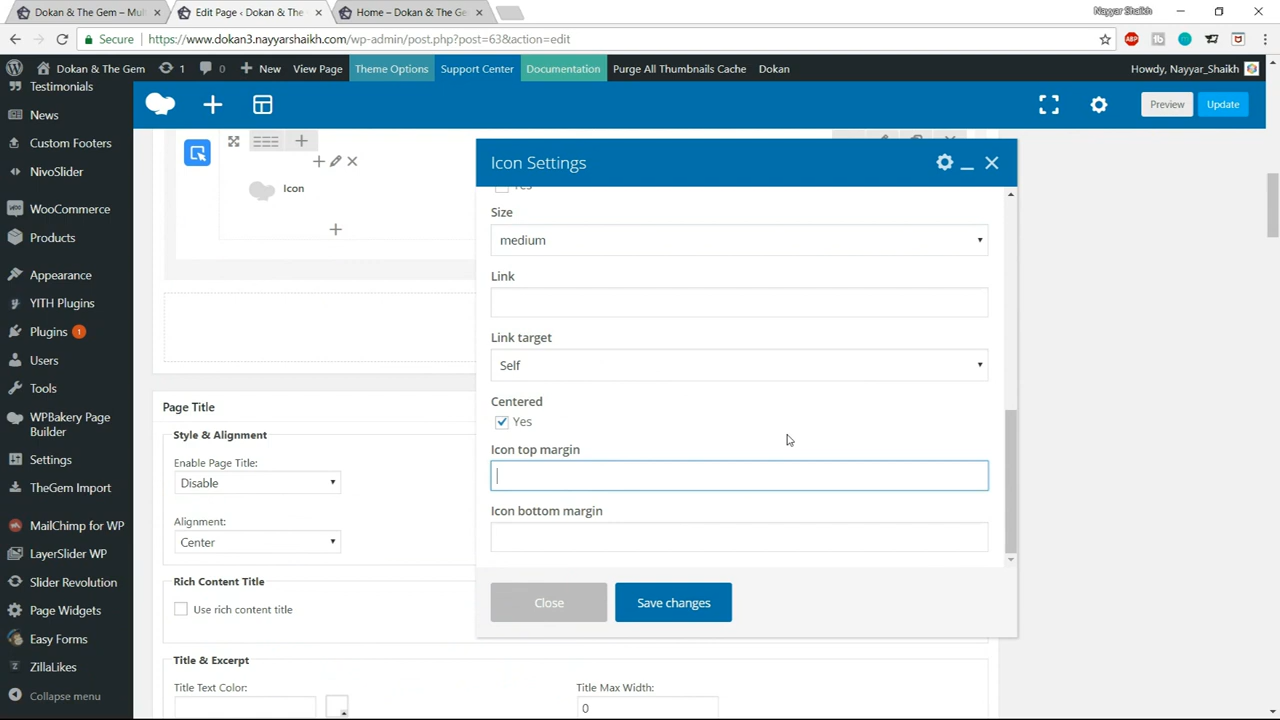 Dokan & The Gem – Mul
Edit Page ‹ Dokan & The
Home – Dokan & The Ge
Nayyar Shaikh
Secure
https://www.dokan3.nayyarshaikh.com/wp-admin/post.php?post=63&action=edit
ABP
Dokan & The Gem
1
0
New
View Page
Theme Options
Support Center
Documentation
Purge All Thumbnails Cache
Dokan
Howdy, Nayyar_Shaikh
Testimonials
News
Custom Footers
NivoSlider
WooCommerce
Products
Appearance
YITH Plugins
Plugins 1
Users
Tools
WPBakery Page
Builder
Settings
TheGem Import
MailChimp for WP
LayerSlider WP
Slider Revolution
Page Widgets
Easy Forms
ZillaLikes
Collapse menu
Preview
Update
Icon
Page Title
Style & Alignment
Enable Page Title:
Disable
Alignment:
Center
Rich Content Title
Use rich content title
Title & Excerpt
Title Text Color:
Title Max Width:
0
Icon Settings
Yes
Size
medium
Link
Link target
Self
Centered
Yes
Icon top margin
Icon bottom margin
Close
Save changes